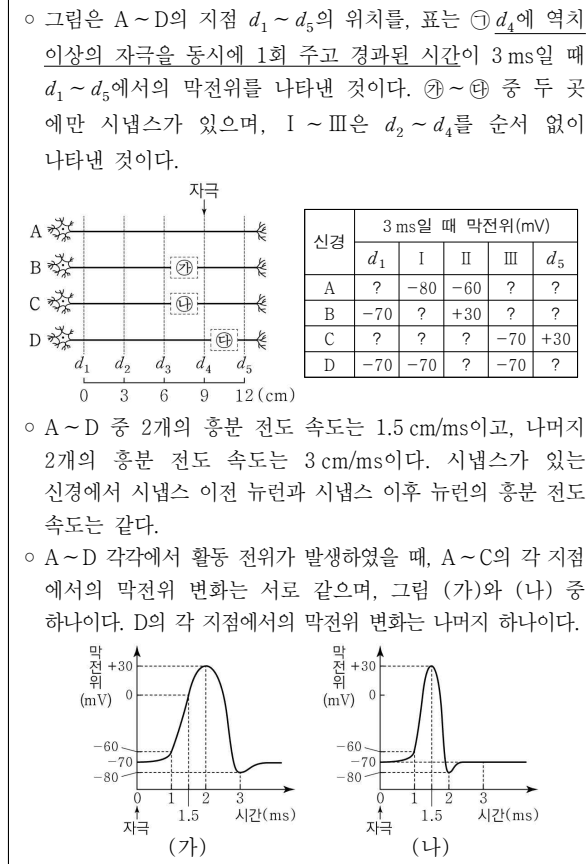 ○ 그림은 A～D의 지점 d₁～d₅의 위치를, 표는 ㉠ d₄에 역치
이상의 자극을 동시에 1회 주고 경과된 시간이 3 ms일 때
d₁～d₅에서의 막전위를 나타낸 것이다. ㉮～㉰ 중 두 곳
에만 시냅스가 있으며, Ⅰ～Ⅲ은 d₂～d₄를 순서 없이
나타낸 것이다.
자극
A
B ㉮
C ㉯
D ㉰
d₁ d₂ d₃ d₄ d₅
0 3 6 9 12(cm)
신경 3 ms일 때 막전위(mV)
d₁ Ⅰ Ⅱ Ⅲ d₅
A ? －80 －60 ? ?
B －70 ? +30 ? ?
C ? ? ? －70 +30
D －70 －70 ? －70 ?
○ A～D 중 2개의 흥분 전도 속도는 1.5 cm/ms이고, 나머지
2개의 흥분 전도 속도는 3 cm/ms이다. 시냅스가 있는
신경에서 시냅스 이전 뉴런과 시냅스 이후 뉴런의 흥분 전도
속도는 같다.
○ A～D 각각에서 활동 전위가 발생하였을 때, A～C의 각 지점
에서의 막전위 변화는 서로 같으며, 그림 (가)와 (나) 중
하나이다. D의 각 지점에서의 막전위 변화는 나머지 하나이다.
막전위(mV)
+30
0
－60
－70
－80
0 1 2 3
1.5 시간(ms)
자극
(가)
막전위(mV)
+30
0
－60
－70
－80
0 1 2 3
1.5 시간(ms)
자극
(나)